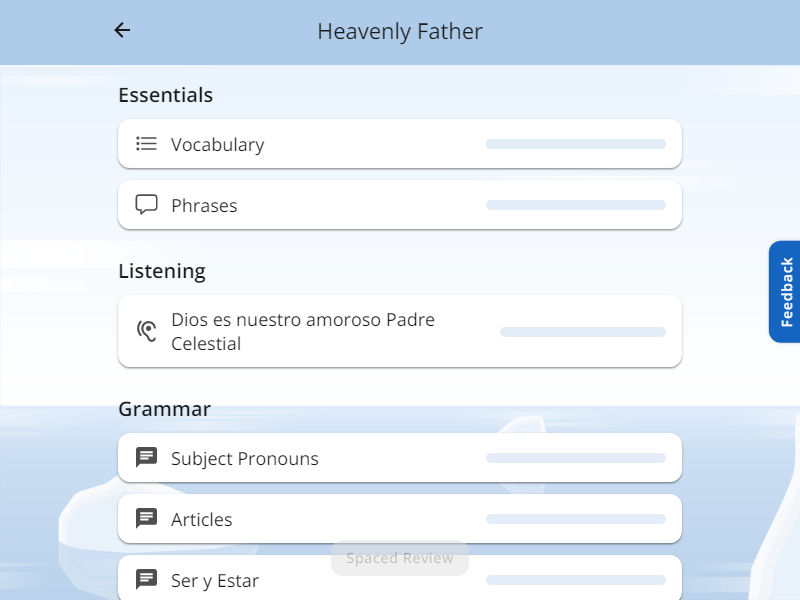 Heavenly Father
Essentials
Vocabulary
Phrases
Listening
Dios es nuestro amoroso Padre
Celestial
Feedback
Grammar
Subject Pronouns
Articles
Spaced Review
Ser y Estar